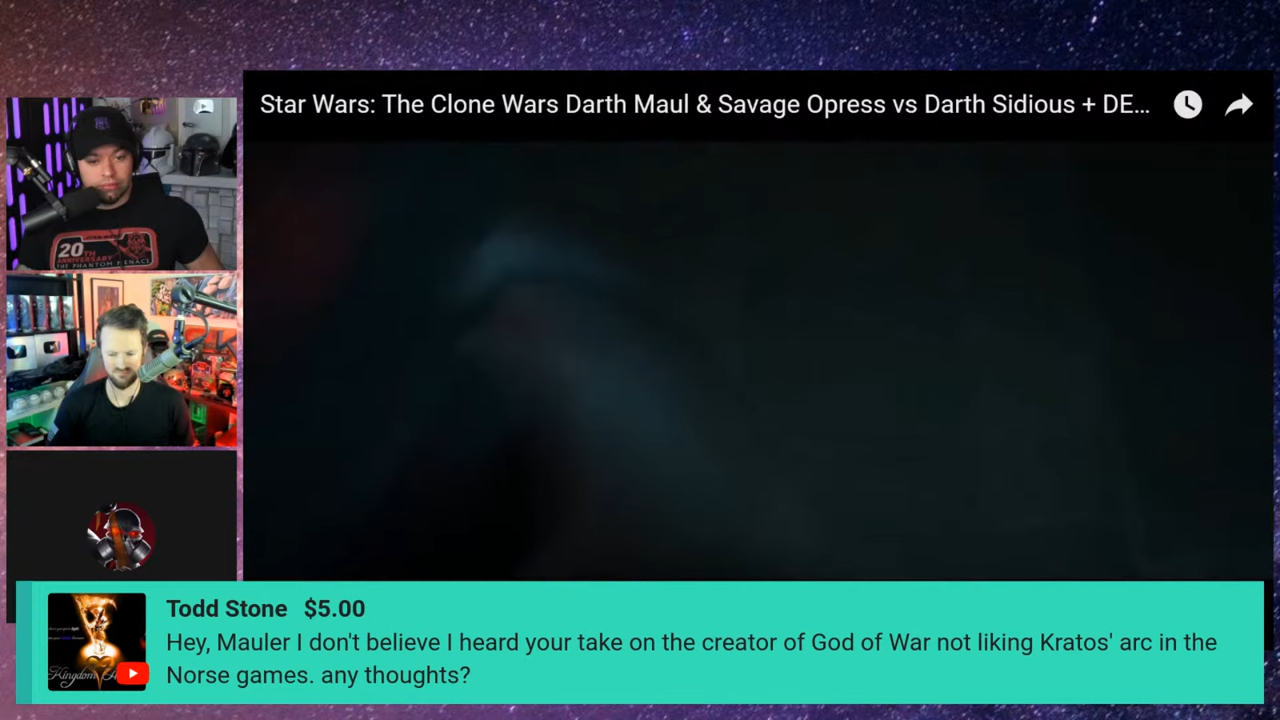 Star Wars: The Clone Wars Darth Maul & Savage Opress vs Darth Sidious + DE...
20TH
ANNIVERSARY
THE PHANTOM MENACE
Todd Stone $5.00
Hey, Mauler I don't believe I heard your take on the creator of God of War not liking Kratos' arc in the
Norse games. any thoughts?